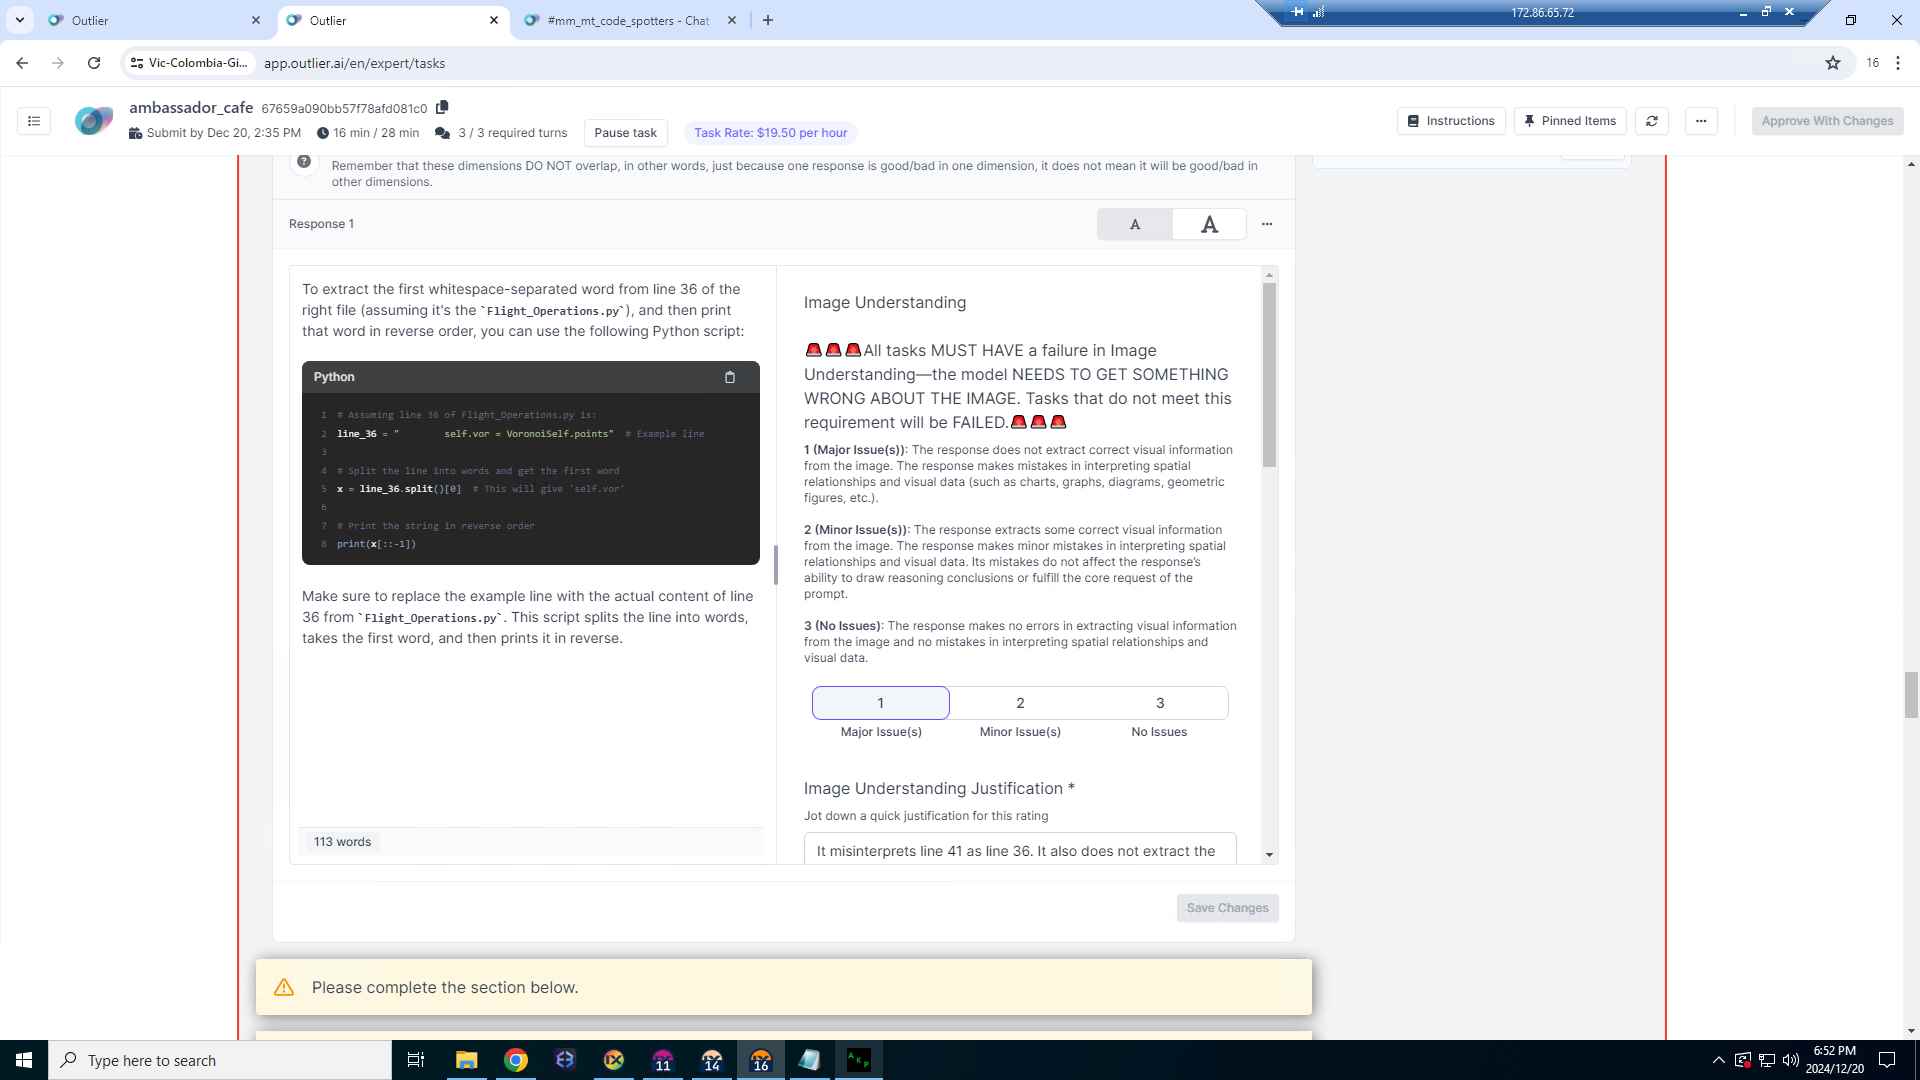 Outlier
Outlier
#mm_mt_code_spotters - Chat
172.86.65.72
Vic-Colombia-Gi...
app.outlier.ai/en/expert/tasks
16
ambassador_cafe 67659a090bb57f78afd081c0
Submit by Dec 20, 2:35 PM
16 min / 28 min
3 / 3 required turns
Pause task
Task Rate: $19.50 per hour
Instructions
Pinned Items
Approve With Changes
Remember that these dimensions DO NOT overlap, in other words, just because one response is good/bad in one dimension, it does not mean it will be good/bad in
other dimensions.
Response 1
A
A
To extract the first whitespace-separated word from line 36 of the
right file (assuming it's the `Flight_Operations.py`), and then print
that word in reverse order, you can use the following Python script:
Python
1 # Assuming line 36 of Flight_Operations.py is:
2 line_36 = "        self.vor = VoronoiSelf.points"  # Example line
3
4 # Split the line into words and get the first word
5 x = line_36.split()[0]  # This will give 'self.vor'
6
7 # Print the string in reverse order
8 print(x[::-1])
Make sure to replace the example line with the actual content of line
36 from `Flight_Operations.py`. This script splits the line into words,
takes the first word, and then prints it in reverse.
113 words
Image Understanding
🚨🚨🚨All tasks MUST HAVE a failure in Image
Understanding—the model NEEDS TO GET SOMETHING
WRONG ABOUT THE IMAGE. Tasks that do not meet this
requirement will be FAILED.🚨🚨🚨
1 (Major Issue(s)): The response does not extract correct visual information
from the image. The response makes mistakes in interpreting spatial
relationships and visual data (such as charts, graphs, diagrams, geometric
figures, etc.).
2 (Minor Issue(s)): The response extracts some correct visual information
from the image. The response makes minor mistakes in interpreting spatial
relationships and visual data. Its mistakes do not affect the response's
ability to draw reasoning conclusions or fulfill the core request of the
prompt.
3 (No Issues): The response makes no errors in extracting visual information
from the image and no mistakes in interpreting spatial relationships and
visual data.
1
2
3
Major Issue(s)
Minor Issue(s)
No Issues
Image Understanding Justification *
Jot down a quick justification for this rating
It misinterprets line 41 as line 36. It also does not extract the
Save Changes
Please complete the section below.
Type here to search
11
14
16
6:52 PM
2024/12/20